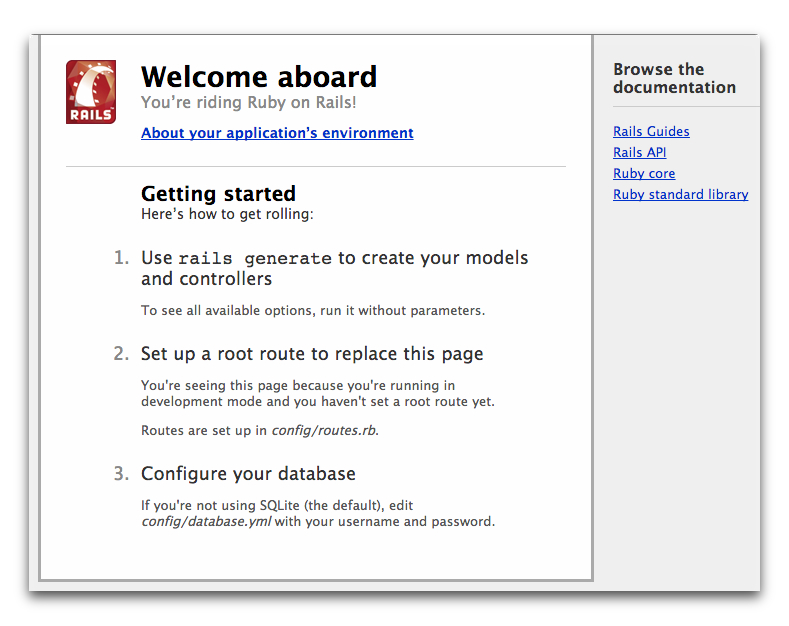 RAILS
Welcome aboard
You're riding Ruby on Rails!
About your application's environment
Getting started
Here's how to get rolling:
1. Use rails generate to create your models
and controllers
To see all available options, run it without parameters.
2. Set up a root route to replace this page
You're seeing this page because you're running in
development mode and you haven't set a root route yet.
Routes are set up in config/routes.rb.
3. Configure your database
If you're not using SQLite (the default), edit
config/database.yml with your username and password.
Browse the
documentation
Rails Guides
Rails API
Ruby core
Ruby standard library